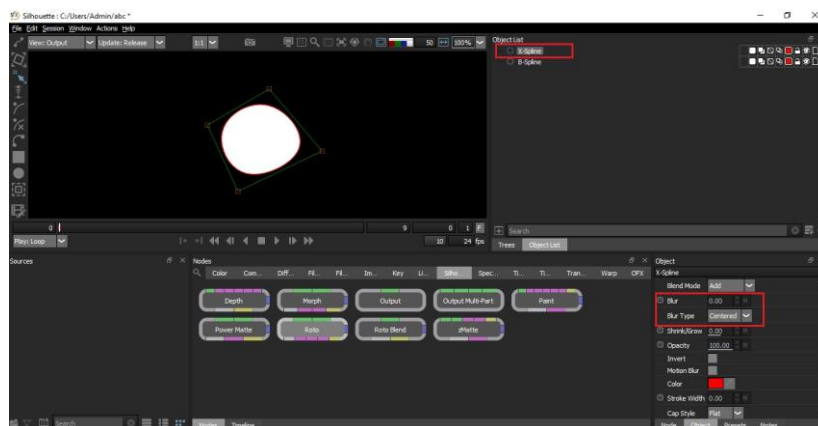 Silhouette : C:/Users/Admin/abc *
File Edit Session Window Actions Help
View: Output Update: Release 1:1 50 100%
Object List
X-Spline
B-Spline
0 9 0 1 F
Play: Loop 10 24 fps
Search
Trees Object List
Sources
Nodes
Color Com... Diff... Fil... Fil... Im... Key Li... Silho... Spec... Ti... Ti... Tran... Warp OFX
Depth Morph Output Output Multi-Part Paint
Power Matte Roto Roto Blend zMatte
Object
X-Spline
Blend Mode Add
Blur 0.00
Blur Type Centered
Shrink/Grow 0.00
Opacity 100.00
Invert
Motion Blur
Color
Stroke Width 0.00
Cap Style Flat
Search
Nodes Timeline
Node Object Presets Notes